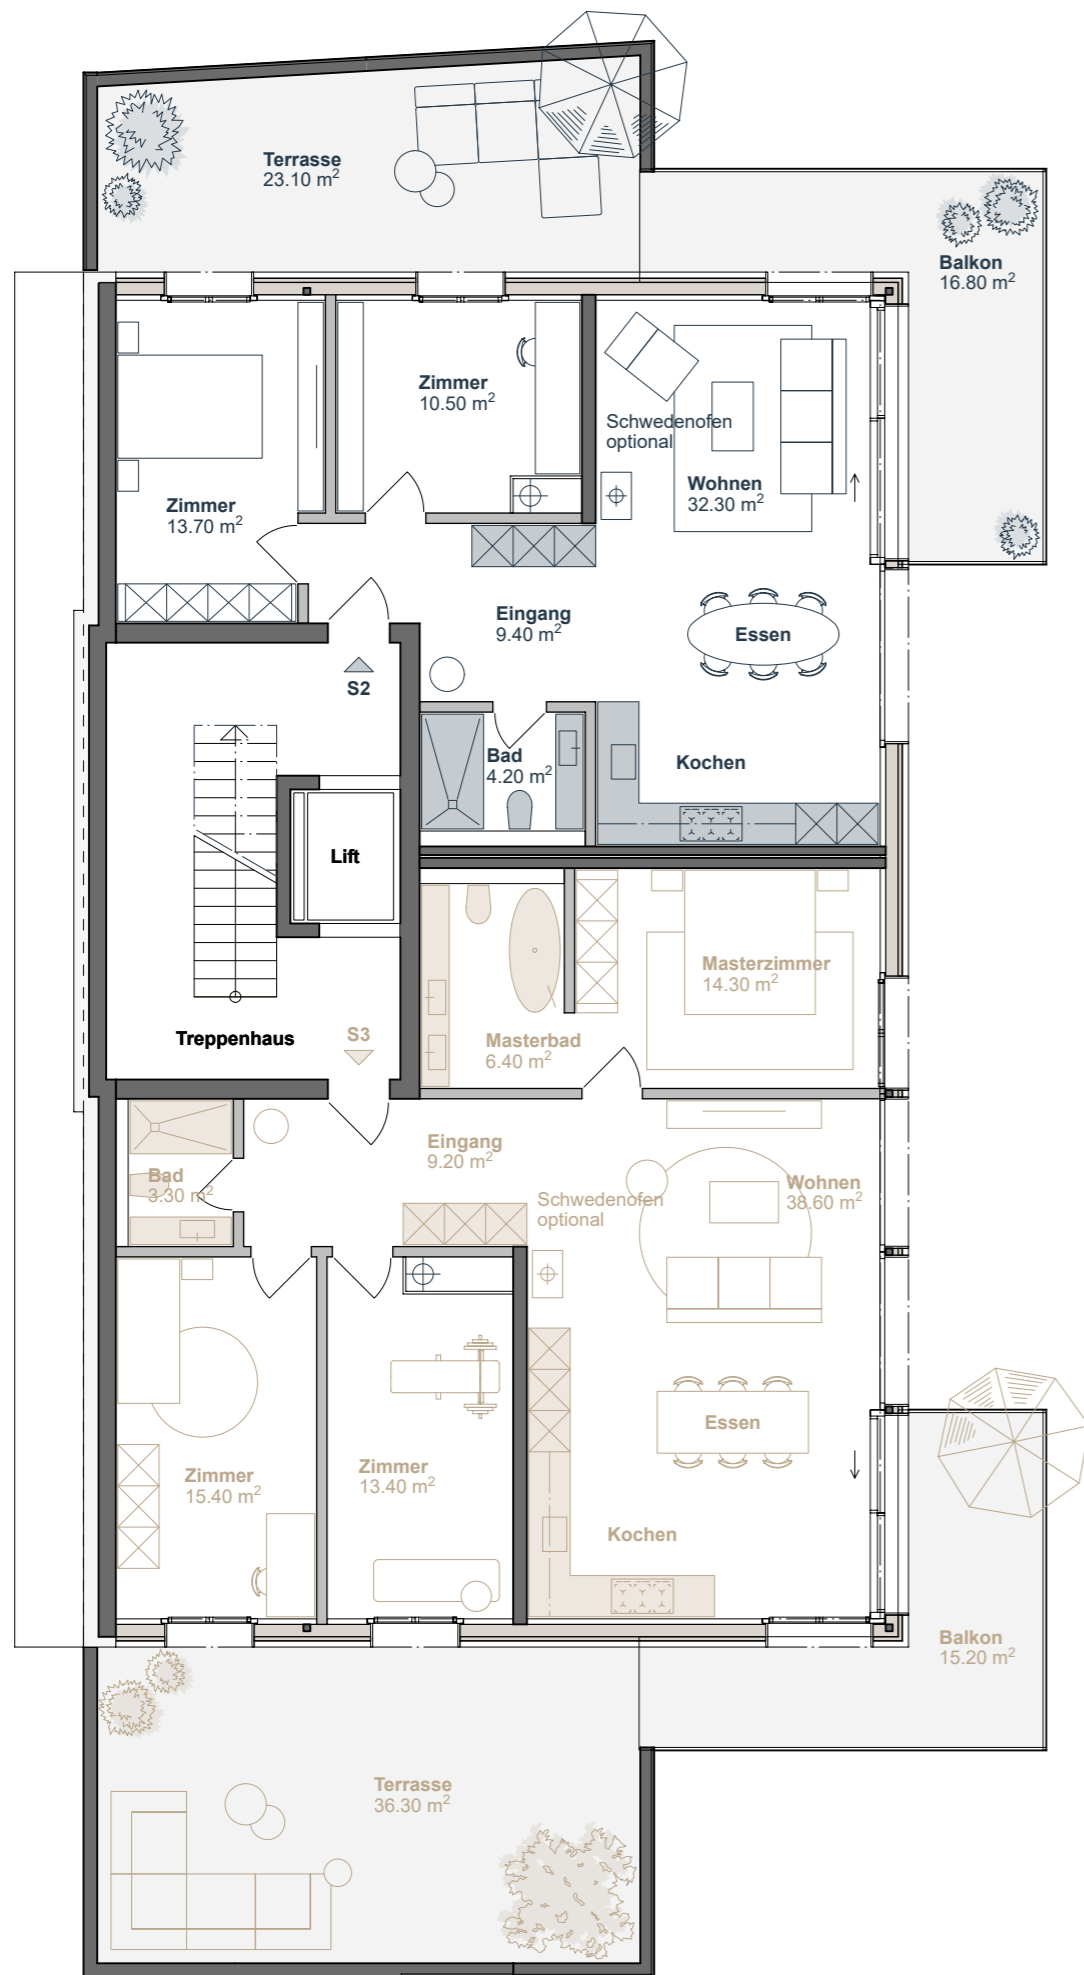 Terrasse
23.10 m²
Balkon
16.80 m²
Zimmer
10.50 m²
Schwedenofen
optional
Wohnen
32.30 m²
Zimmer
13.70 m²
Eingang
9.40 m²
Essen
S2
Bad
4.20 m²
Kochen
Lift
Masterzimmer
14.30 m²
Treppenhaus
S3
Masterbad
6.40 m²
Eingang
9.20 m²
Bad
3.30 m²
Wohnen
38.60 m²
Schwedenofen
optional
Essen
Zimmer
15.40 m²
Zimmer
13.40 m²
Kochen
Balkon
15.20 m²
Terrasse
36.30 m²